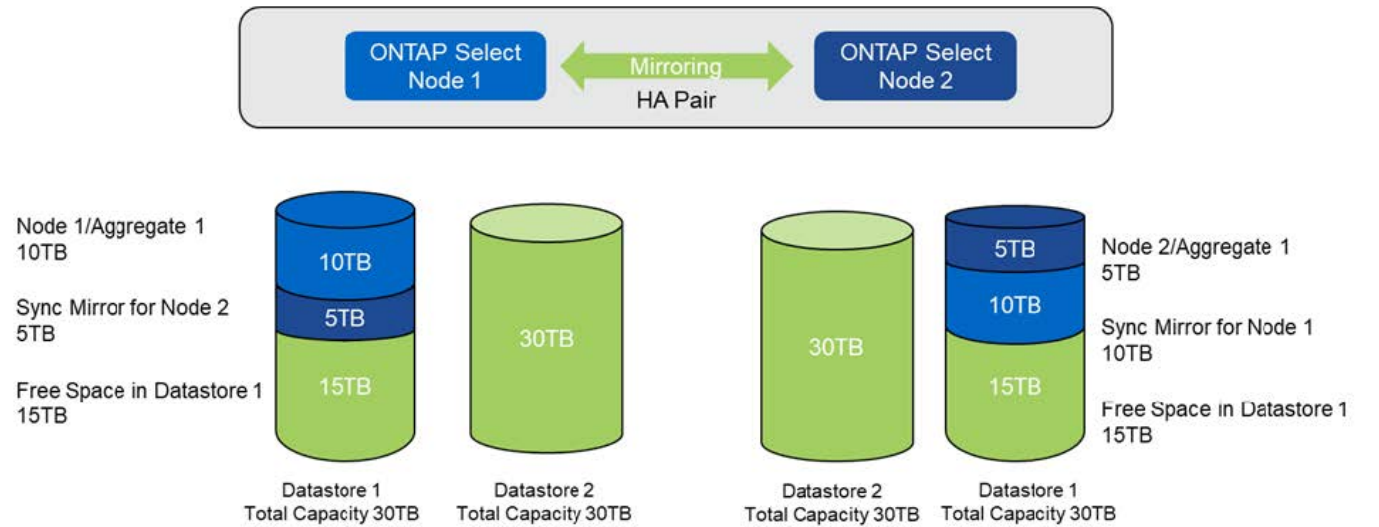 ONTAP Select
Node 1
Mirroring
HA Pair
ONTAP Select
Node 2
Node 1/Aggregate 1
10TB
Sync Mirror for Node 2
5TB
Free Space in Datastore 1
15TB
10TB
5TB
15TB
30TB
30TB
5TB
10TB
15TB
Node 2/Aggregate 1
5TB
Sync Mirror for Node 1
10TB
Free Space in Datastore 1
15TB
Datastore 1
Total Capacity 30TB
Datastore 2
Total Capacity 30TB
Datastore 2
Total Capacity 30TB
Datastore 1
Total Capacity 30TB